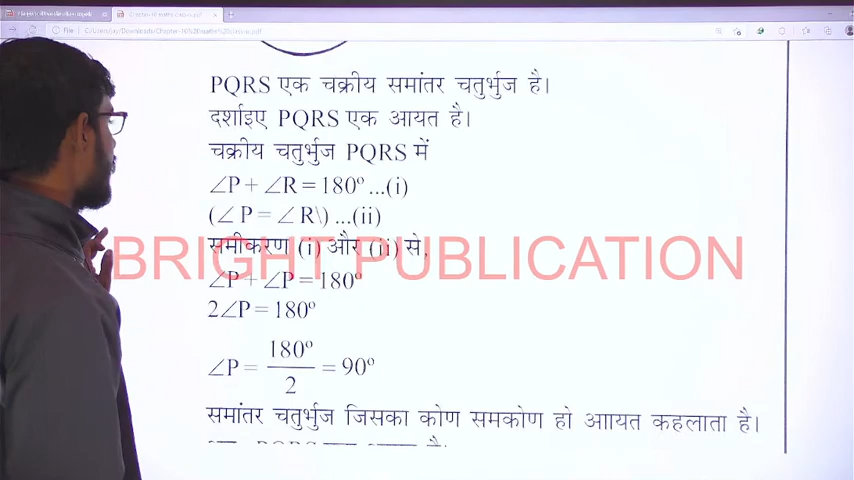 PQRS एक चक्रीय समांतर चतुर्भुज है।
दर्शाइए PQRS एक आयत है।
चक्रीय चतुर्भुज PQRS में
∠P + ∠R = 180° ...(i)
(∠ P = ∠ R\) ...(ii)
समीकरण (i) और (ii) से,
BRIGHT PUBLICATION
∠P + ∠P = 180°
2∠P = 180°
∠P = 180°/2 = 90°
समांतर चतुर्भुज जिसका कोण समकोण हो आायत कहलाता है।